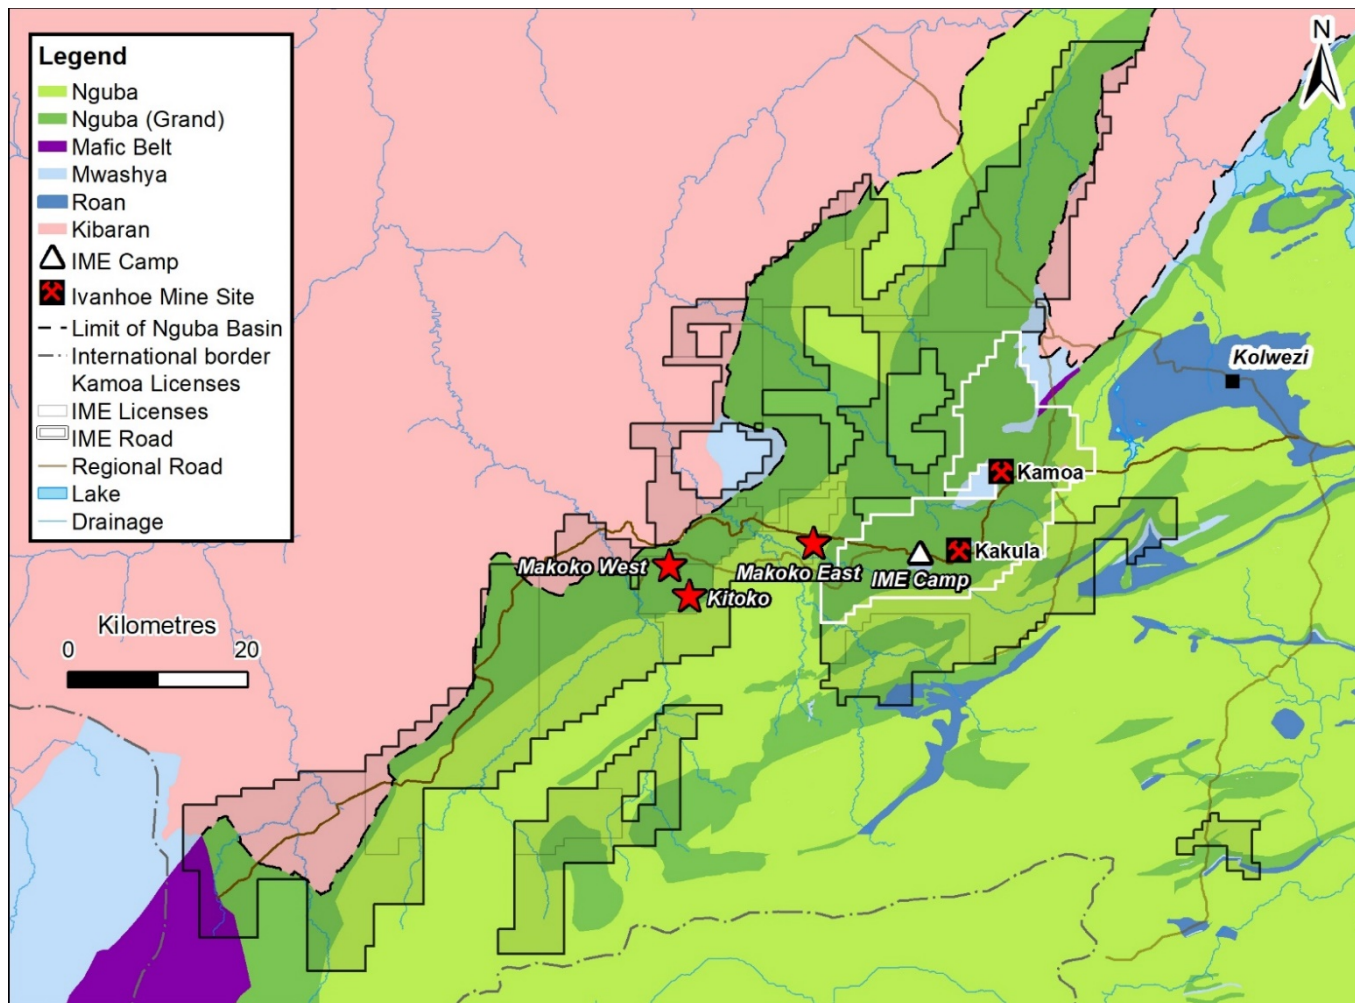 Legend
Nguba
Nguba (Grand)
Mafic Belt
Mwashya
Roan
Kibaran
IME Camp
Ivanhoe Mine Site
Limit of Nguba Basin
International border
Kamoa Licenses
IME Licenses
IME Road
Regional Road
Lake
Drainage
N
Kolwezi
Kamoa
Kakula
Makoko West
Makoko East
IME Camp
Kitoko
Kilometres
0 20